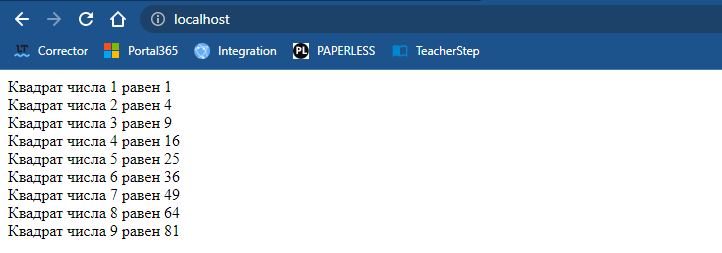 localhost
LT Corrector Portal365 Integration PL PAPERLESS TeacherStep
Квадрат числа 1 равен 1
Квадрат числа 2 равен 4
Квадрат числа 3 равен 9
Квадрат числа 4 равен 16
Квадрат числа 5 равен 25
Квадрат числа 6 равен 36
Квадрат числа 7 равен 49
Квадрат числа 8 равен 64
Квадрат числа 9 равен 81